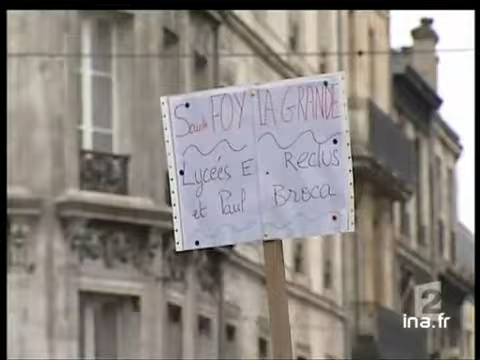 Sainte FOY LA GRANDE
Lycées E. Reclus
et Paul Broca
2
ina.fr